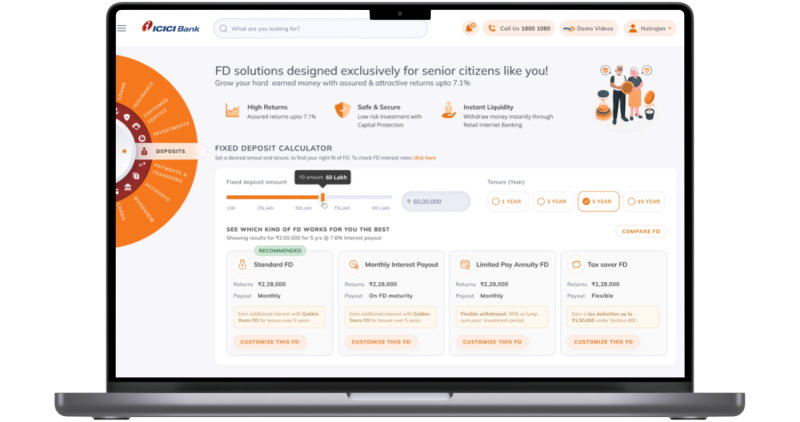 ICICI Bank
What are you looking for?
Call Us 1800 1080
Demo Videos
Natrajan
LOANS
INSURANCE
CUSTOMER SERVICE
INVESTMENTS
DEPOSITS
PAYMENTS & TRANSFERS
ACCOUNTS
OVERVIEW
FD solutions designed exclusively for senior citizens like you!
Grow your hard earned money with assured & attractive returns upto 7.1%
High Returns
Assured returns upto 7.1%
Safe & Secure
Low risk Investment with
Capital Protection
Instant Liquidity
Withdraw money instantly through
Retail Internet Banking
FIXED DEPOSIT CALCULATOR
Set a desired amout and tenure, to find your right fit of FD. To check FD Interest rates click here
Fixed deposit amount
FD amount 60 Lakh
10K 25Lakh 50Lakh 75Lakh 99 Lakh
₹ 60,00,000
Tenure (Year)
1 YEAR
3 YEAR
5 YEAR
10 YEAR
SEE WHICH KIND OF FD WORKS FOR YOU THE BEST
Showing results for ₹2,00,000 for 5 yrs @ 7.6% interest payout
COMPARE FD
RECOMMENDED
Standard FD
Returns ₹2,28,000
Payout Monthly
Earn additional interest with Golden
Years FD for tenure over 5 years
CUSTOMIZE THIS FD
Monthly Interest Payout
Returns ₹2,28,000
Payout On FD maturity
Earn additional interest with Golden
Years FD for tenure over 5 years
CUSTOMIZE THIS FD
Limited Pay Annuity FD
Returns ₹2,28,000
Payout Monthly
Flexible withdrawal, 30% as lump
sum post investment period.
CUSTOMIZE THIS FD
Tax saver FD
Returns ₹2,28,000
Payout Flexible
Earn a tax deduction up to
₹1,50,000 under Section 80C.
CUSTOMIZE THIS FD